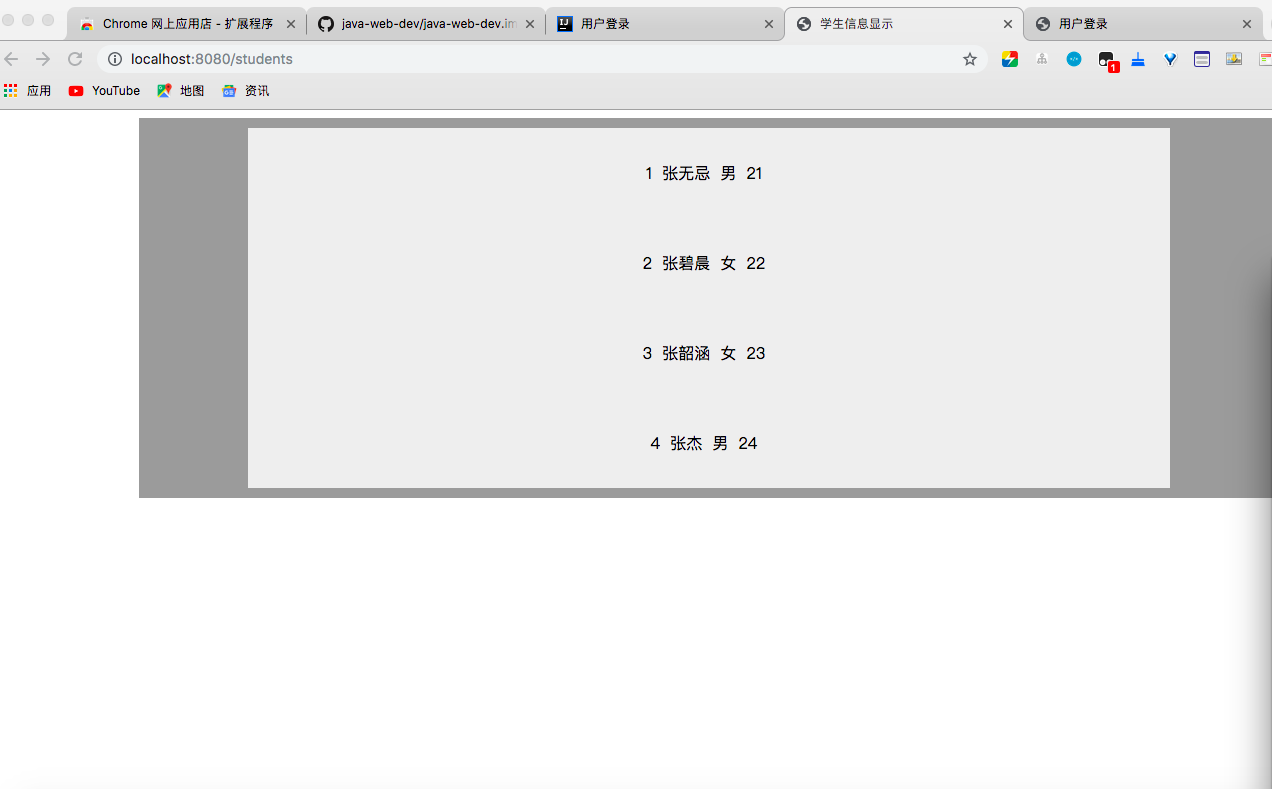 Chrome 网上应用店 - 扩展程序
java-web-dev/java-web-dev.im
用户登录
学生信息显示
用户登录
localhost:8080/students
1
应用
YouTube
地图
资讯
1 张无忌 男 21
2 张碧晨 女 22
3 张韶涵 女 23
4 张杰 男 24